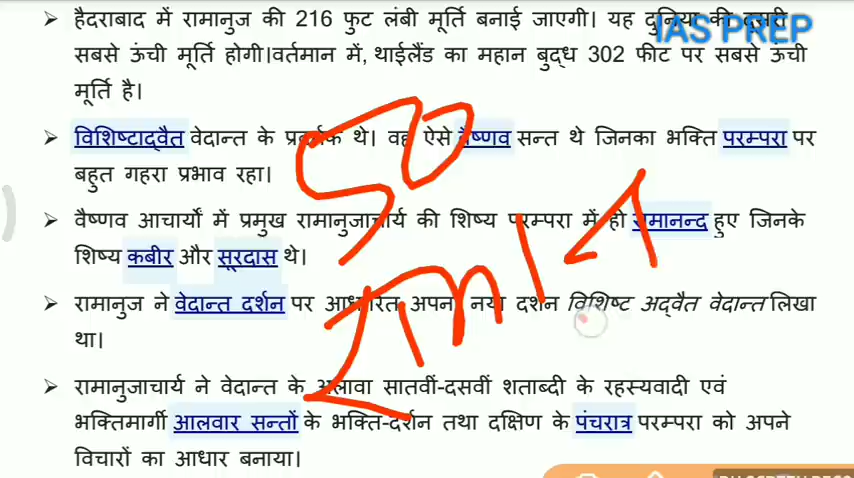 IAS PREP
हैदराबाद में रामानुज की 216 फुट लंबी मूर्ति बनाई जाएगी। यह दुनिया की दूसरी
सबसे ऊंची मूर्ति होगी।वर्तमान में, थाईलैंड का महान बुद्ध 302 फीट पर सबसे ऊंची
मूर्ति है।
विशिष्टाद्वैत वेदान्त के प्रवर्तक थे। वह ऐसे वैष्णव सन्त थे जिनका भक्ति परम्परा पर
बहुत गहरा प्रभाव रहा।
वैष्णव आचार्यों में प्रमुख रामानुजाचार्य की शिष्य परम्परा में ही रामानन्द हुए जिनके
शिष्य कबीर और सूरदास थे।
रामानुज ने वेदान्त दर्शन पर आधारित अपना नया दर्शन विशिष्ट अद्वैत वेदान्त लिखा
था।
रामानुजाचार्य ने वेदान्त के अलावा सातवीं-दसवीं शताब्दी के रहस्यवादी एवं
भक्तिमार्गी आलवार सन्तों के भक्ति-दर्शन तथा दक्षिण के पंचरात्र परम्परा को अपने
विचारों का आधार बनाया।
50